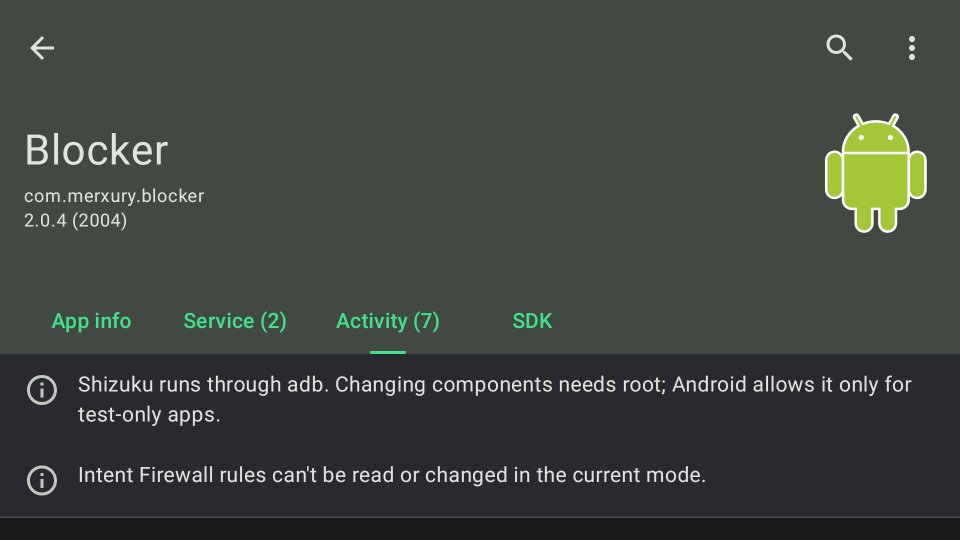 Blocker
com.merxury.blocker
2.0.4 (2004)
App info
Service (2)
Activity (7)
SDK
Shizuku runs through adb. Changing components needs root; Android allows it only for
test-only apps.
Intent Firewall rules can't be read or changed in the current mode.